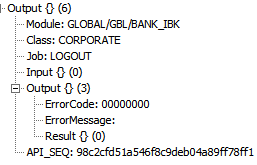 Output {} (6)
Module: GLOBAL/GBL/BANK_IBK
Class: CORPORATE
Job: LOGOUT
Input {} (0)
Output {} (3)
ErrorCode: 00000000
ErrorMessage:
Result {} (0)
API_SEQ: 98c2cfd51a546f8c9deb04a89ff78ff1